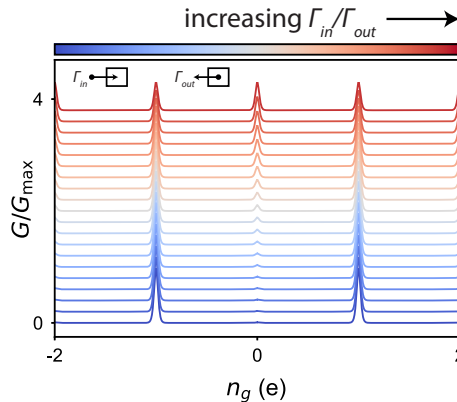 increasing Γin/Γout
Γin
Γout
4
G/Gmax
0
-2
-1
0
1
2
ng (e)